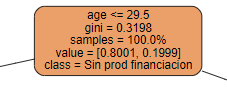 age <= 29.5
gini = 0.3198
samples = 100.0%
value = [0.8001, 0.1999]
class = Sin prod financiacion